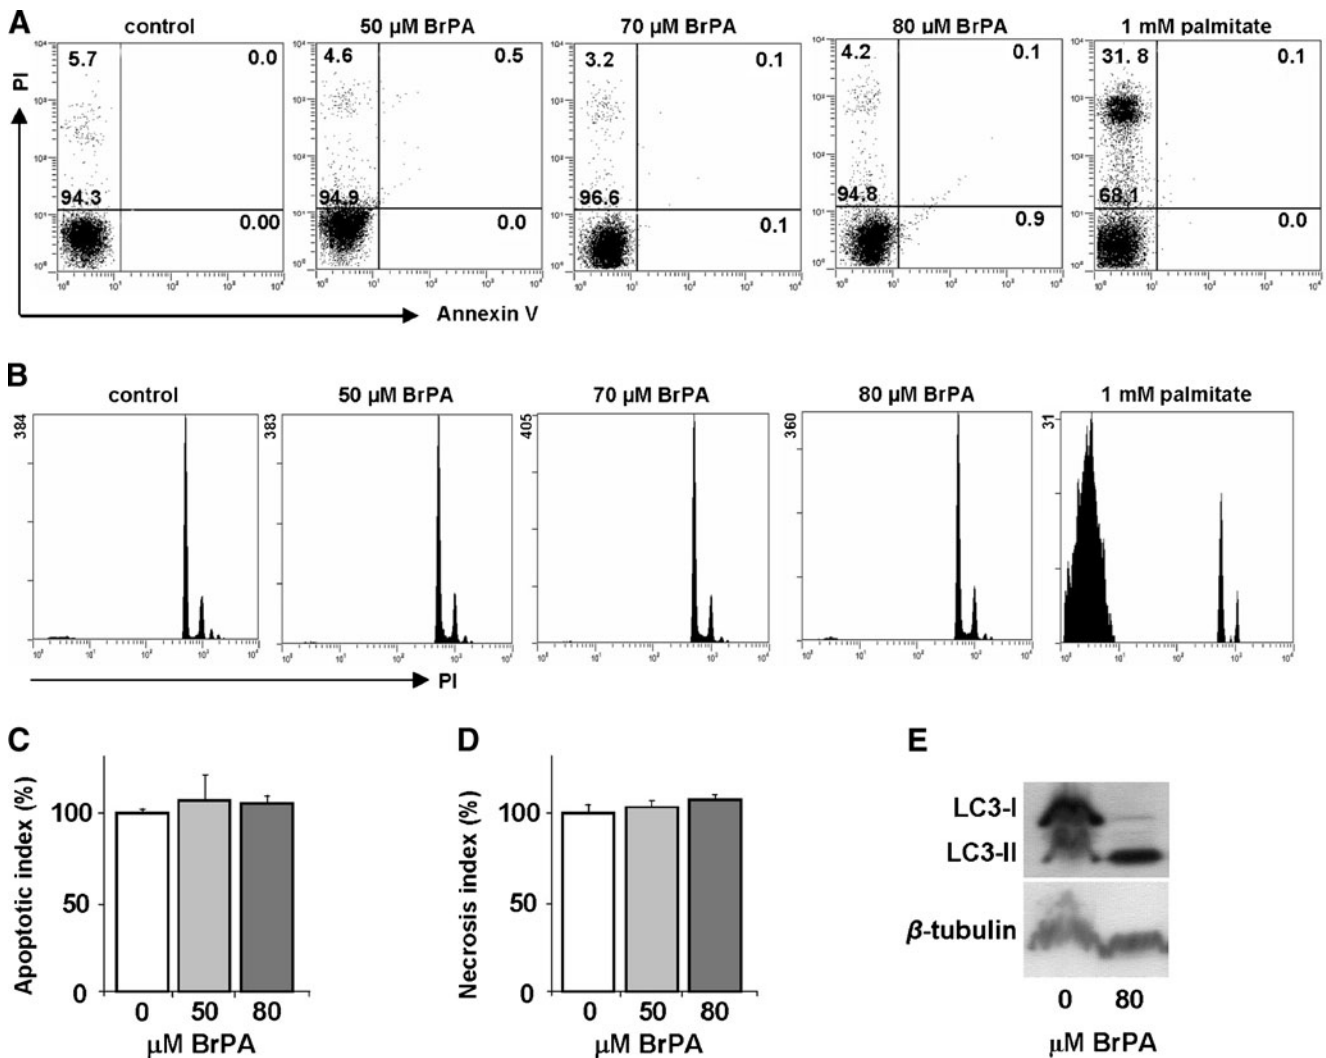 A
control
50 µM BrPA
70 µM BrPA
80 µM BrPA
1 mM palmitate
PI
5.7
0.0
94.3
0.00
4.6
0.5
94.9
0.0
3.2
0.1
96.6
0.1
4.2
0.1
94.8
0.9
31. 8
0.1
68.1
0.0
Annexin V
B
control
50 µM BrPA
70 µM BrPA
80 µM BrPA
1 mM palmitate
384
383
405
360
31
PI
C
Apoptotic index (%)
100
50
0
0 50 80
µM BrPA
D
Necrosis index (%)
100
50
0
0 50 80
µM BrPA
E
LC3-I
LC3-II
β-tubulin
0 80
µM BrPA